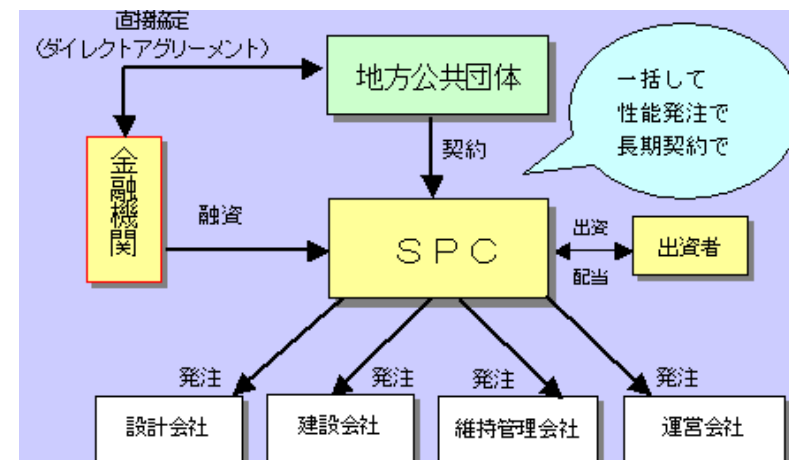 直接協定
（ダイレクトアグリーメント）
地方公共団体
一括して
性能発注で
長期契約で
契約
金融機関
融資
ＳＰＣ
出資
配当
出資者
発注
発注
発注
発注
設計会社
建設会社
維持管理会社
運営会社